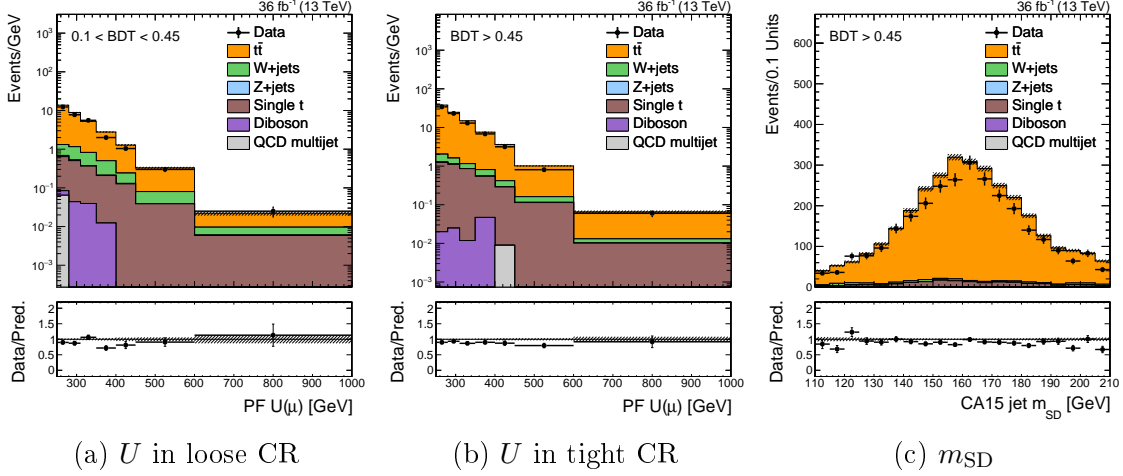 36 fb⁻¹ (13 TeV)
0.1 < BDT < 0.45
Events/GeV
10³
10²
10
1
10⁻¹
10⁻²
10⁻³
Data
tt̄
W+jets
Z+jets
Single t
Diboson
QCD multijet
Data/Pred.
2
1.5
1
0.5
0
300 400 500 600 700 800 900 1000
PF U(μ) [GeV]
(a) U in loose CR
36 fb⁻¹ (13 TeV)
BDT > 0.45
Events/GeV
10³
10²
10
1
10⁻¹
10⁻²
10⁻³
Data
tt̄
W+jets
Z+jets
Single t
Diboson
QCD multijet
Data/Pred.
2
1.5
1
0.5
0
300 400 500 600 700 800 900 1000
PF U(μ) [GeV]
(b) U in tight CR
36 fb⁻¹ (13 TeV)
BDT > 0.45
Events/0.1 Units
600
500
400
300
200
100
0
Data
tt̄
W+jets
Z+jets
Single t
Diboson
QCD multijet
Data/Pred.
2
1.5
1
0.5
0
110 120 130 140 150 160 170 180 190 200 210
CA15 jet m_SD [GeV]
(c) m_SD